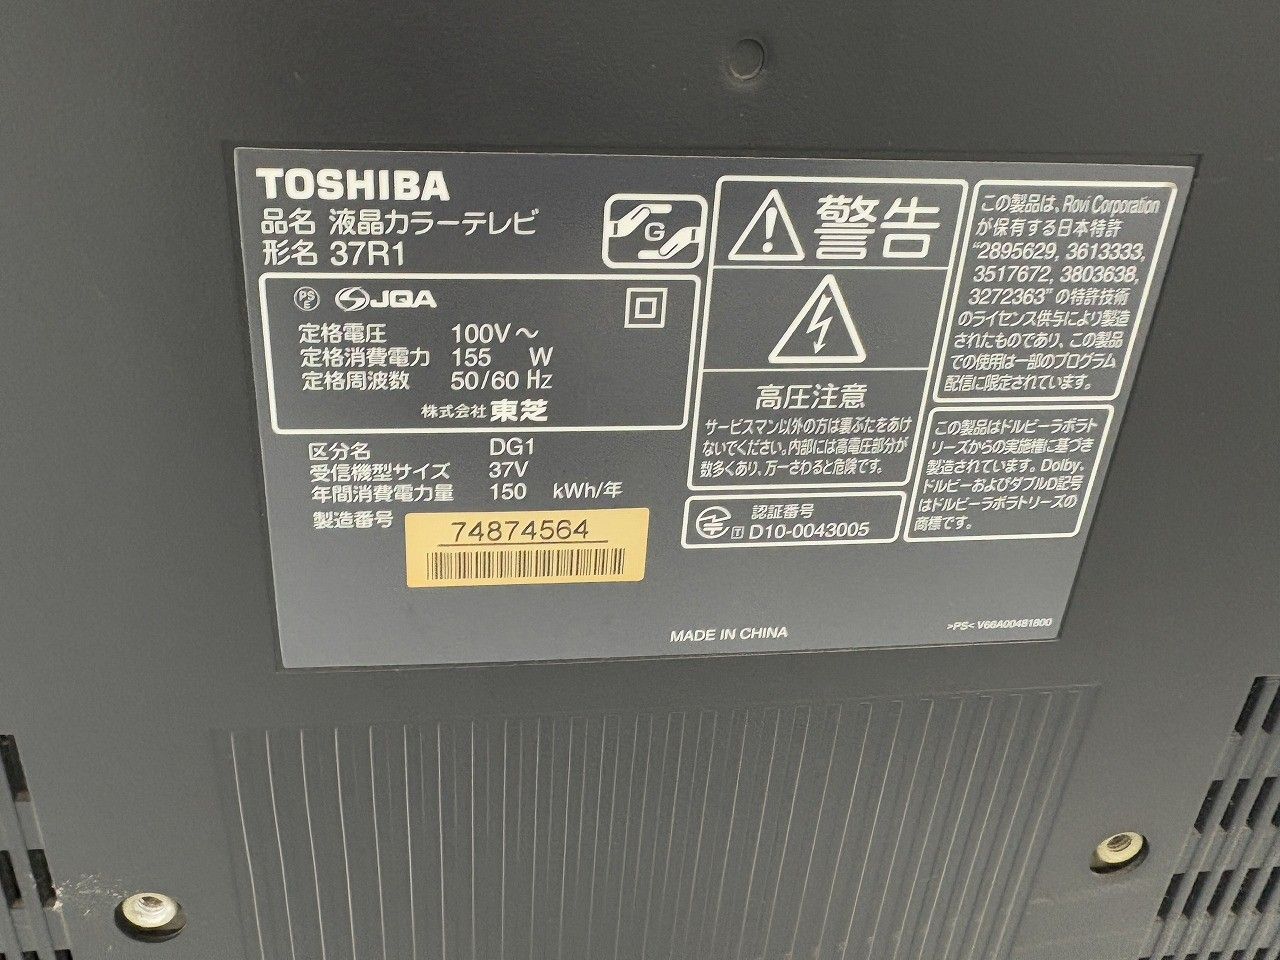 TOSHIBA
品名 液晶カラーテレビ
形名 37R1
G
PS
E
JQA
定格電圧 100V～
定格消費電力 155 W
定格周波数 50/60 Hz
株式会社 東芝
区分名 DG1
受信機型サイズ 37V
年間消費電力量 150 kWh/年
製造番号 74874564
警告
高圧注意
サービスマン以外の方は裏ぶたをあけ
ないでください。内部には高電圧部分が
数多くあり、万一さわると危険です。
認証番号
T D10-0043005
この製品は、Rovi Corporation
が保有する日本特許
“2895629, 3613333,
3517672, 3803638,
3272363”の特許技術
のライセンス供与により製造
されたものであり、この製品
での使用は一部のプログラム
配信に限定されています。
この製品はドルビーラボラト
リーズからの実施権に基づき
製造されています。Dolby、
ドルビーおよびダブルD記号
はドルビーラボラトリーズの
商標です。
MADE IN CHINA
>PS< V66A00481800